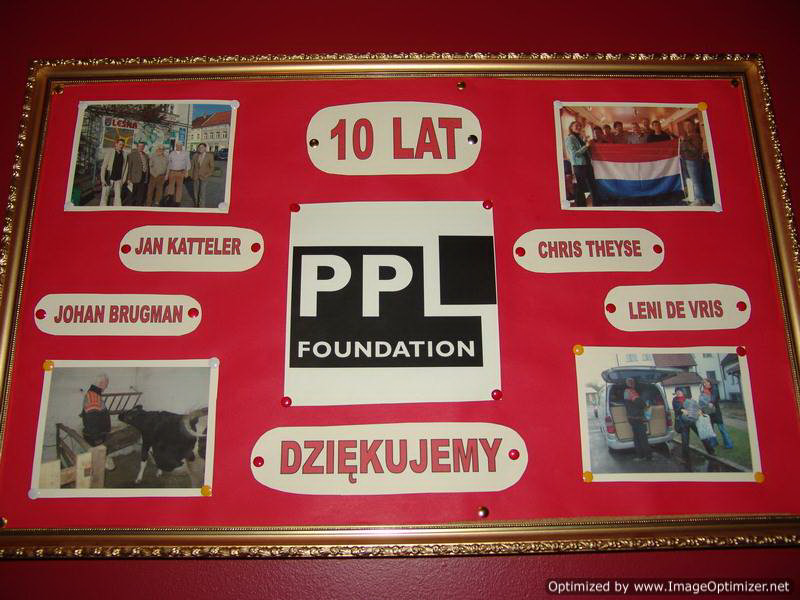 10 LAT
OLEŚNA
JAN KATTELER
CHRIS THEYSE
JOHAN BRUGMAN
LENI DE VRIS
PPL
FOUNDATION
DZIĘKUJEMY
Optimized by www.ImageOptimizer.net